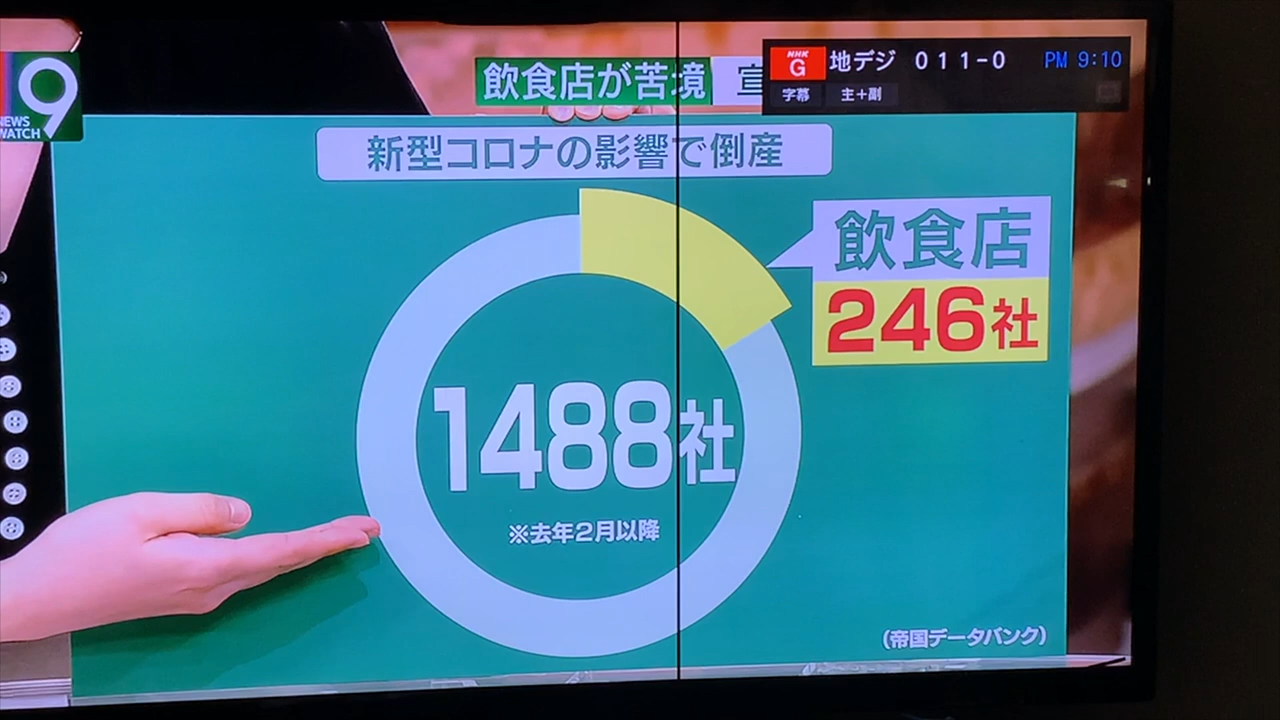 NEWS
WATCH 9
飲食店が苦境
NHK
G
地デジ 011-0 PM 9:10
字幕 主+副
新型コロナの影響で倒産
飲食店
246社
1488社
※去年2月以降
(帝国データバンク)